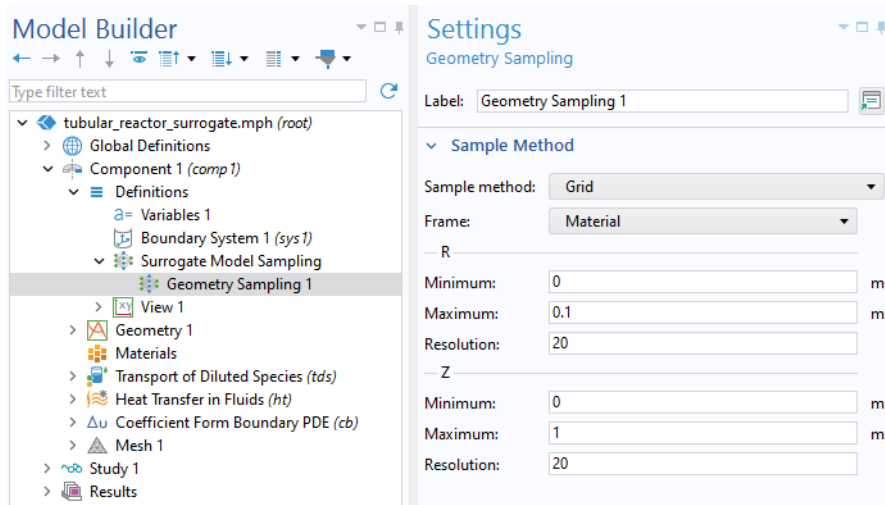 Model Builder
Type filter text
tubular_reactor_surrogate.mph (root)
Global Definitions
Component 1 (comp1)
Definitions
a= Variables 1
Boundary System 1 (sys1)
Surrogate Model Sampling
Geometry Sampling 1
xy View 1
Geometry 1
Materials
Transport of Diluted Species (tds)
Heat Transfer in Fluids (ht)
Δu Coefficient Form Boundary PDE (cb)
Mesh 1
Study 1
Results
Settings
Geometry Sampling
Label: Geometry Sampling 1
Sample Method
Sample method: Grid
Frame: Material
R
Minimum: 0 m
Maximum: 0.1 m
Resolution: 20
Z
Minimum: 0 m
Maximum: 1 m
Resolution: 20